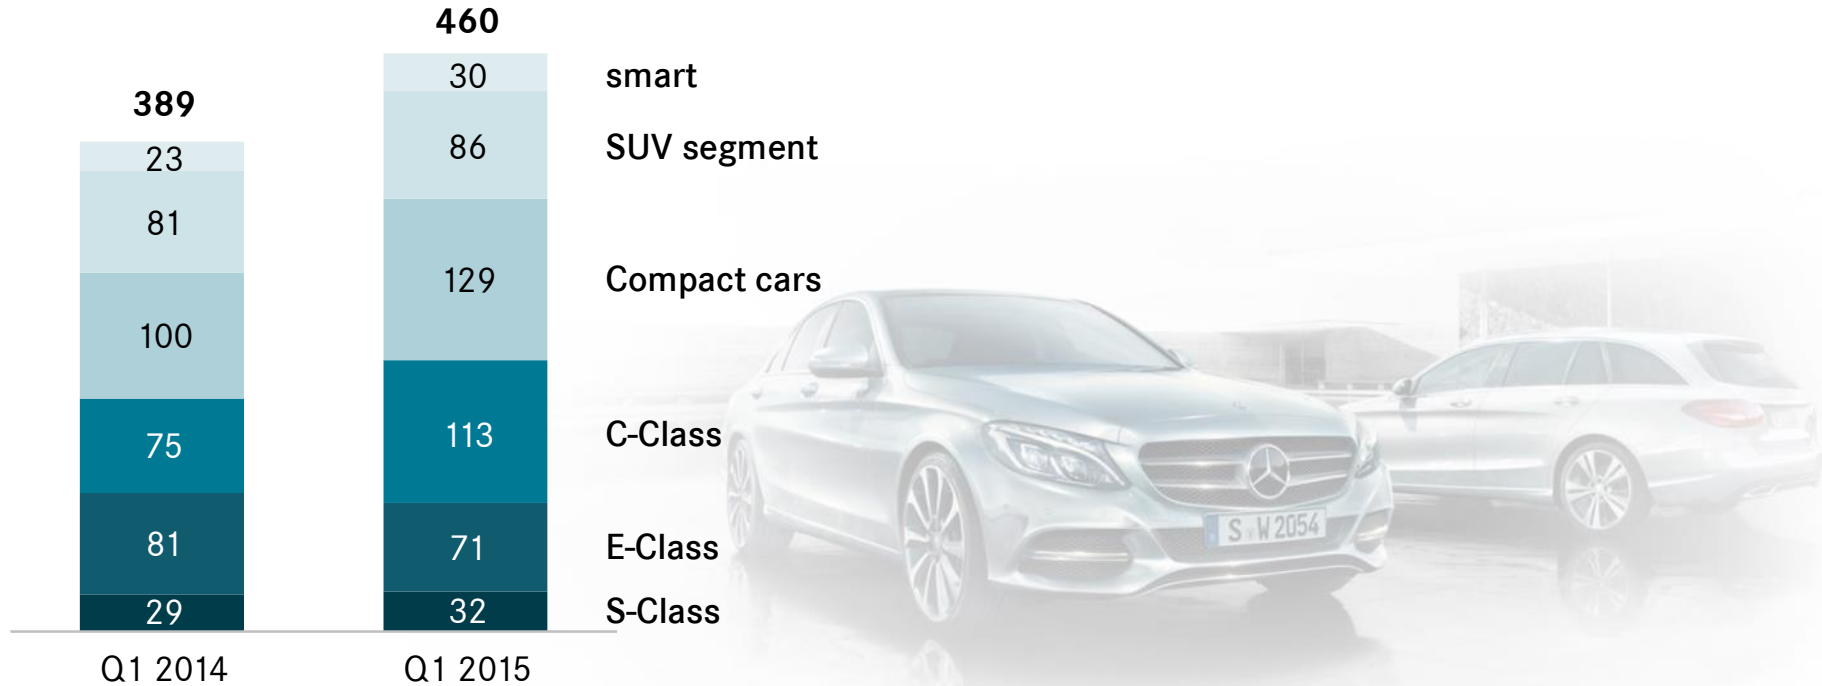 460
389
30 smart
23
86 SUV segment
81
129 Compact cars
100
75 113 C-Class
81 71 E-Class
29 32 S-Class
Q1 2014 Q1 2015
S W 2054